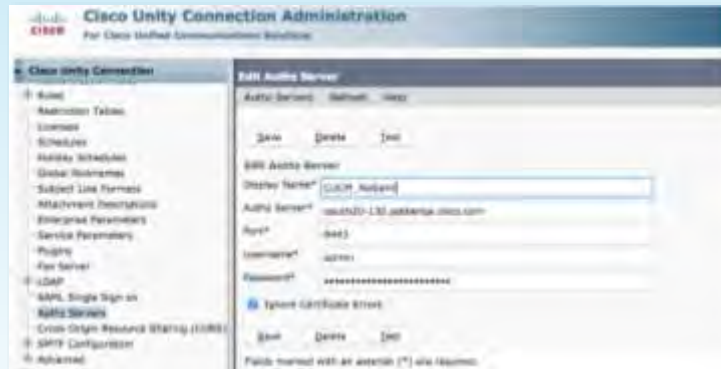 CISCO
Cisco Unity Connection Administration
For Cisco Unified Communications Solutions
Cisco Unity Connection
Rules
Restriction Tables
Licenses
Schedules
Holiday Schedules
Global Nicknames
Subject Line Formats
Attachment Descriptions
Enterprise Parameters
Service Parameters
Plugins
Fax Server
LDAP
SAML Single Sign on
Authz Servers
Cross-Origin Resource Sharing (CORS)
SMTP Configuration
Advanced
Edit Authz Server
Authz Servers Refresh Help
Save Delete Test
Edit Authz Server
Display Name*
Authz Server*
Port* 8443
Username* admin
Password* ************************
Ignore Certificate Errors
Save Delete Test
Fields marked with an asterisk (*) are required.